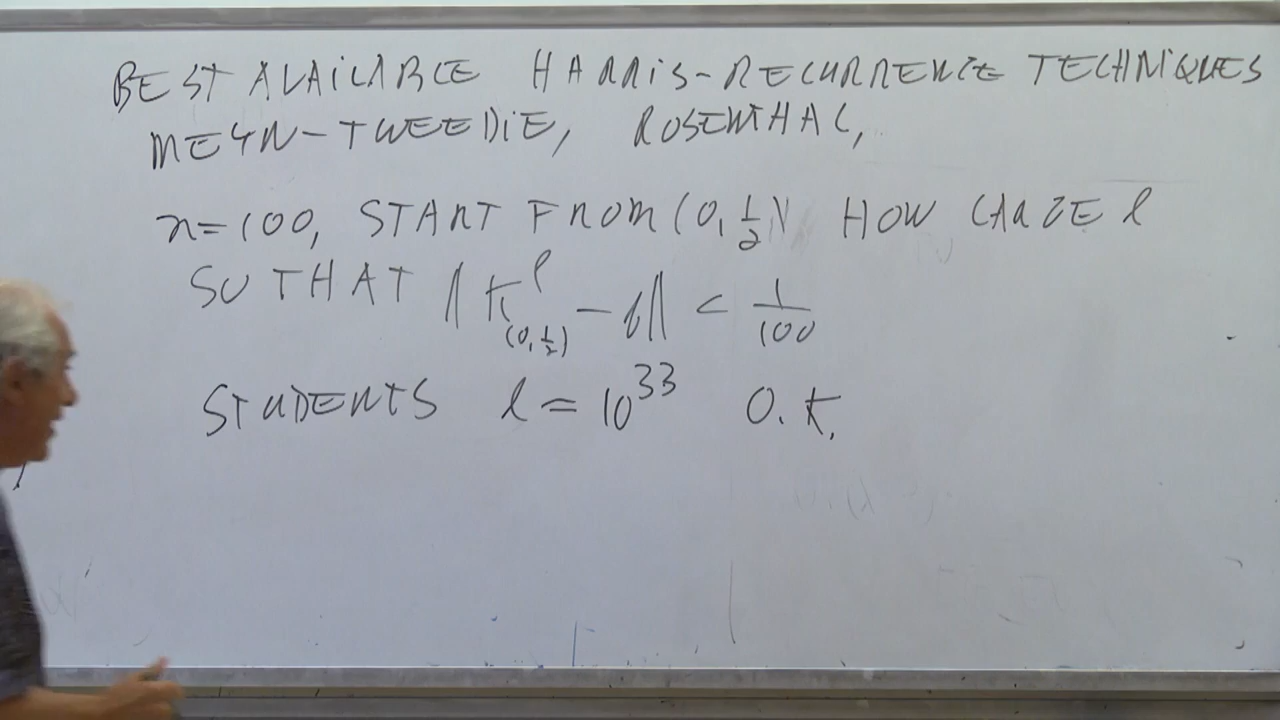 BEST AVAILABLE HARRIS-RECURRENCE TECHNIQUES
MEYN-TWEEDIE, ROSENTHAL,
n=100, START FROM (0, 1/2) HOW LARGE l
SO THAT || K^l_(0,1/2) - f || < 1/100
STUDENTS l = 10^33 O.K.